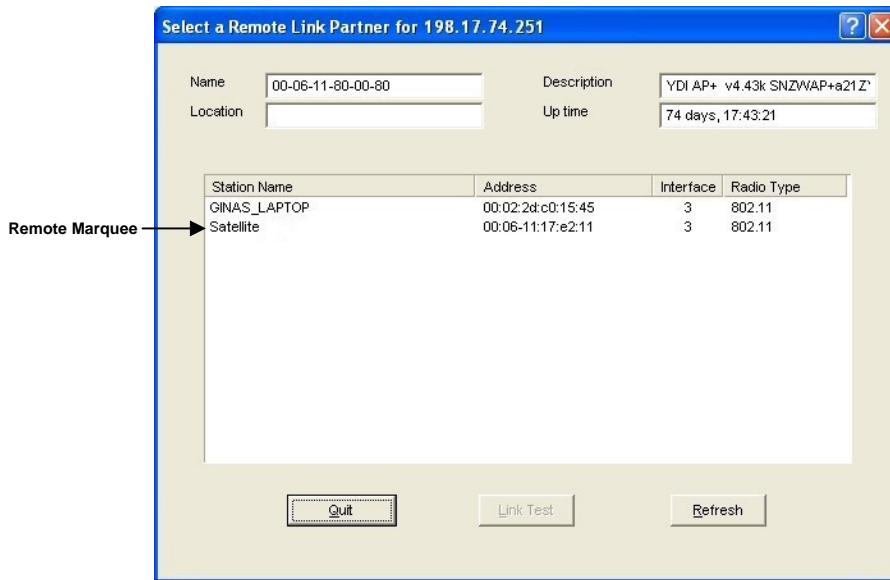 Select a Remote Link Partner for 198.17.74.251
Name 00-06-11-80-00-80 Description YDI AP+ v4.43k SNZWAP+a21Z
Location Up time 74 days, 17:43:21
Station Name Address Interface Radio Type
GINAS_LAPTOP 00:02:2d:c0:15:45 3 802.11
Remote Marquee Satellite 00:06-11:17:e2:11 3 802.11
Quit Link Test Refresh